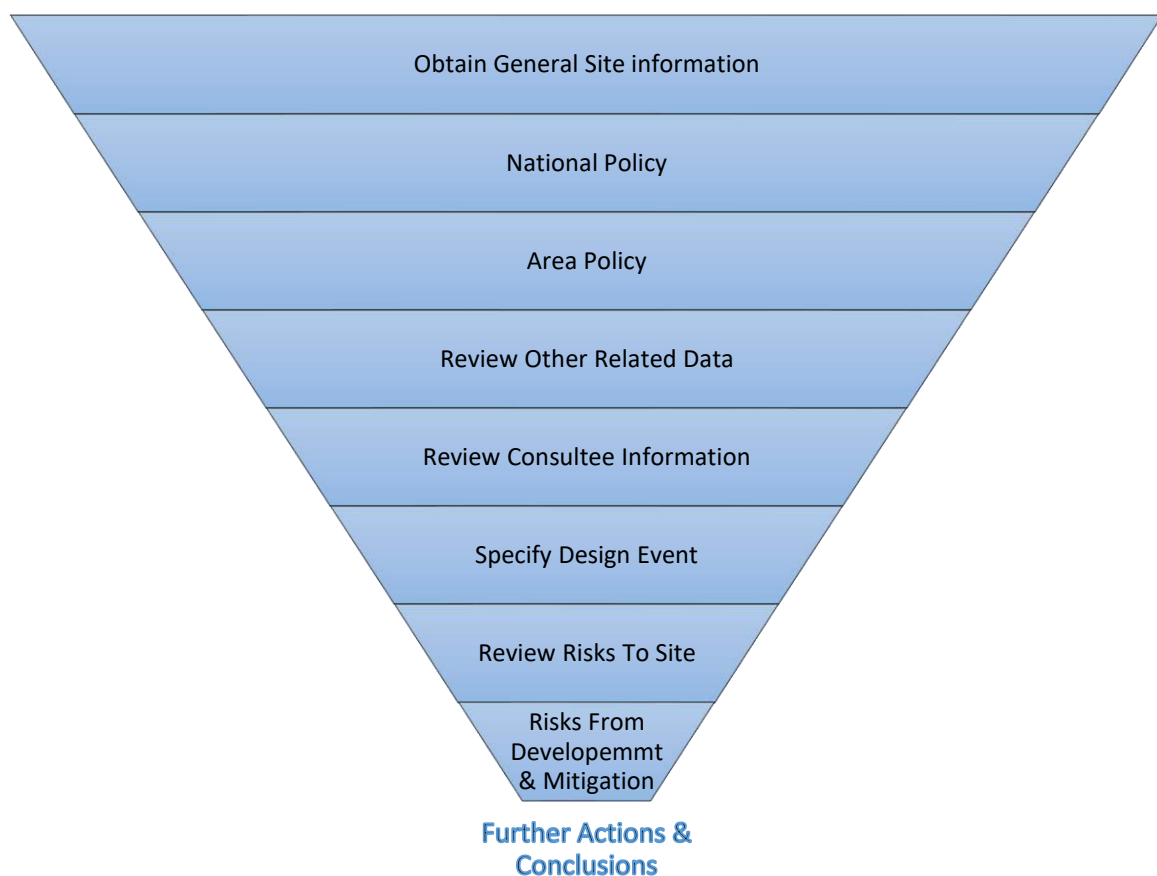 Obtain General Site information
National Policy
Area Policy
Review Other Related Data
Review Consultee Information
Specify Design Event
Review Risks To Site
Risks From
Developemmt
& Mitigation
Further Actions &
Conclusions